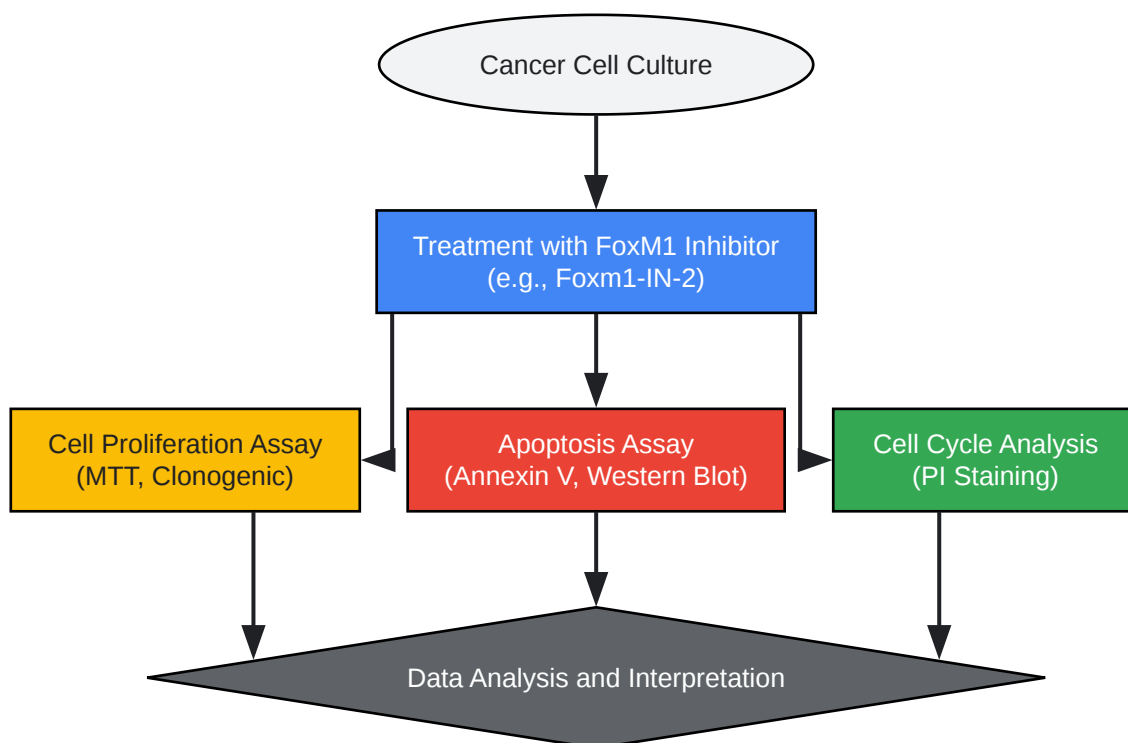 Cancer Cell Culture
Treatment with FoxM1 Inhibitor
(e.g., Foxm1-IN-2)
Cell Proliferation Assay
(MTT, Clonogenic)
Apoptosis Assay
(Annexin V, Western Blot)
Cell Cycle Analysis
(PI Staining)
Data Analysis and Interpretation